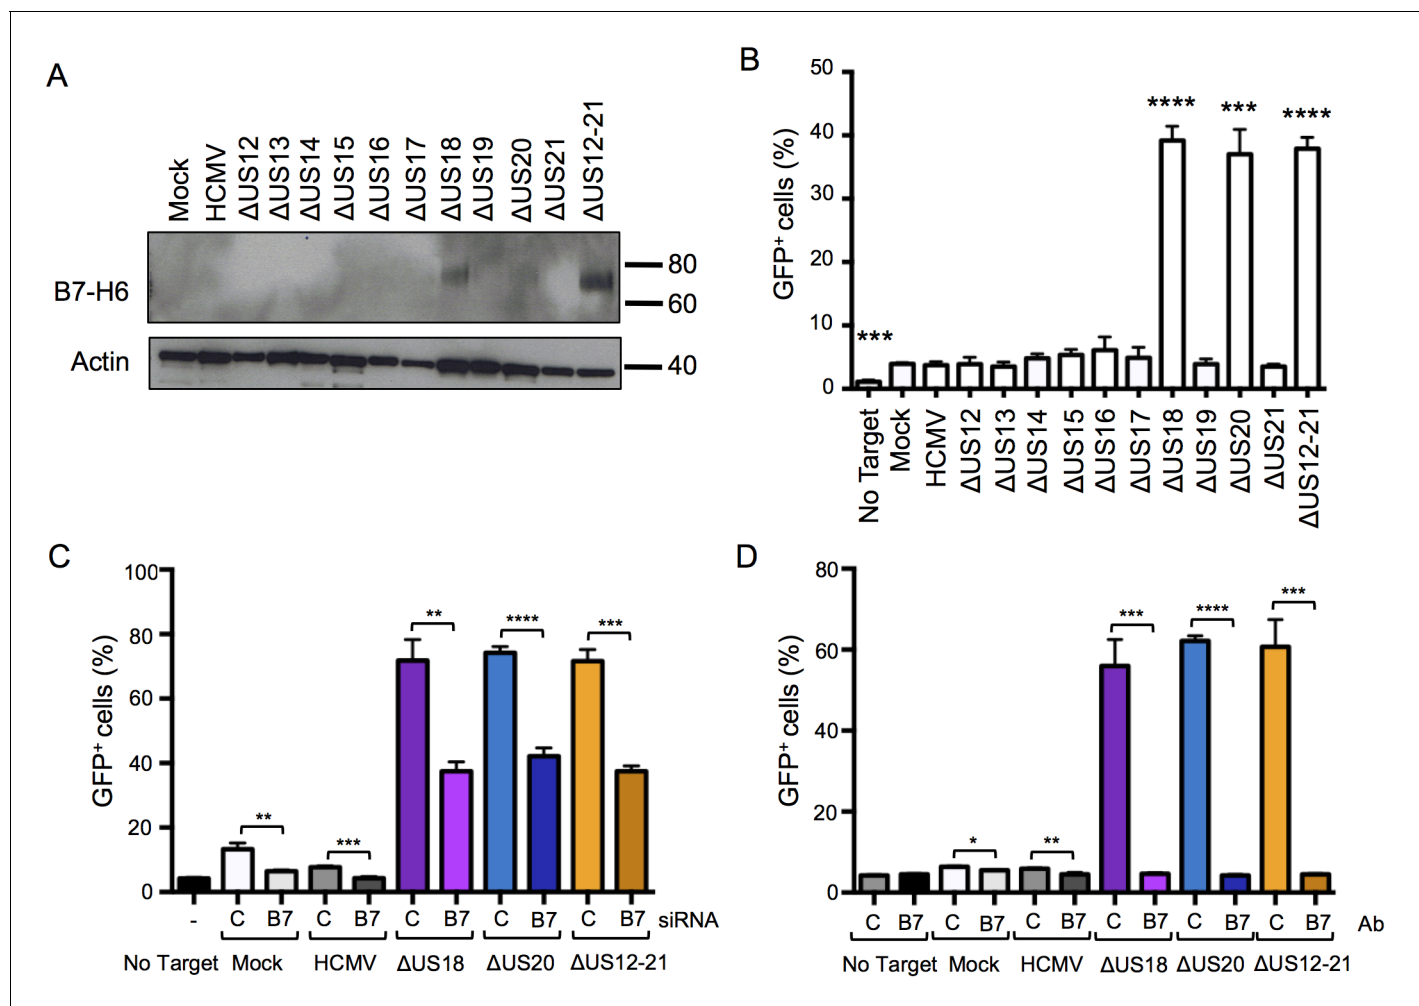 A
Mock
HCMV
ΔUS12
ΔUS13
ΔUS14
ΔUS15
ΔUS16
ΔUS17
ΔUS18
ΔUS19
ΔUS20
ΔUS21
ΔUS12-21
B7-H6
80
60
Actin
40
B
GFP+ cells (%)
50
40
30
20
10
0
***
****
***
****
No Target
Mock
HCMV
ΔUS12
ΔUS13
ΔUS14
ΔUS15
ΔUS16
ΔUS17
ΔUS18
ΔUS19
ΔUS20
ΔUS21
ΔUS12-21
C
GFP+ cells (%)
100
80
60
40
20
0
** *** ** **** ***
- C B7 C B7 C B7 C B7 C B7 siRNA
No Target Mock HCMV ΔUS18 ΔUS20 ΔUS12-21
D
GFP+ cells (%)
80
60
40
20
0
* ** *** **** ***
C B7 C B7 C B7 C B7 C B7 C B7 Ab
No Target Mock HCMV ΔUS18 ΔUS20 ΔUS12-21